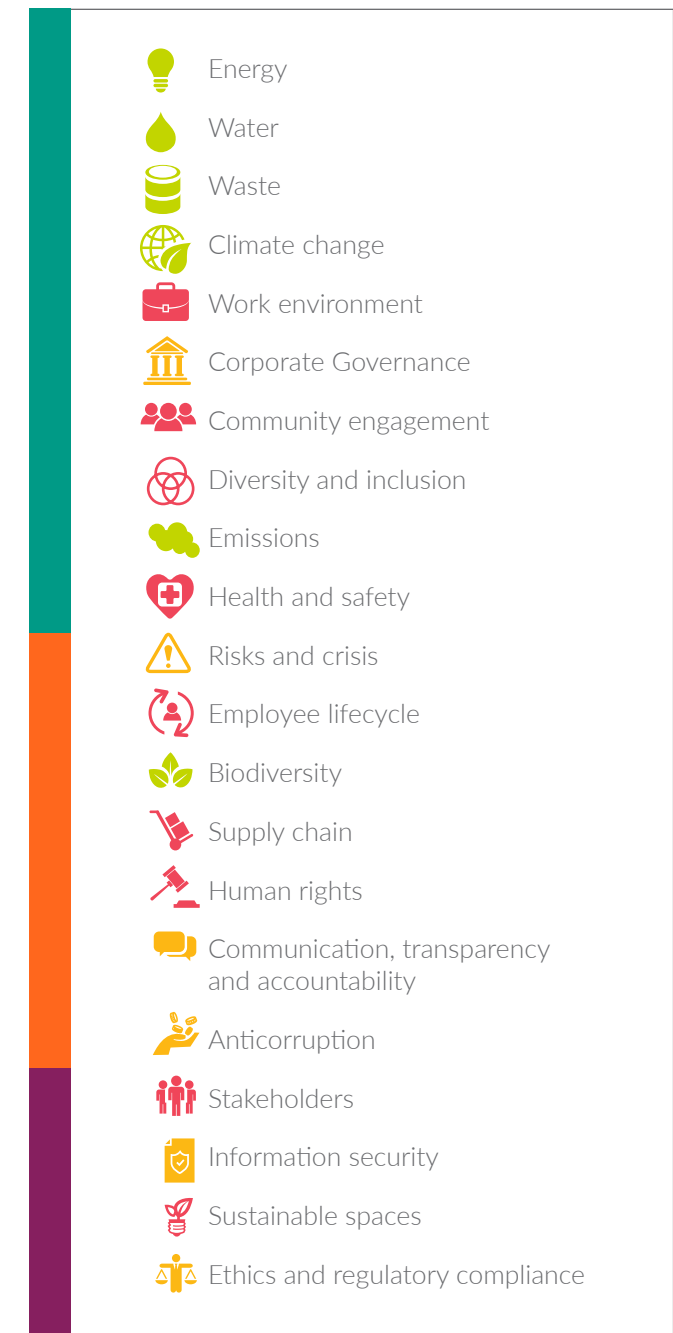 Energy
Water
Waste
Climate change
Work environment
Corporate Governance
Community engagement
Diversity and inclusion
Emissions
Health and safety
Risks and crisis
Employee lifecycle
Biodiversity
Supply chain
Human rights
Communication, transparency
and accountability
Anticorruption
Stakeholders
Information security
Sustainable spaces
Ethics and regulatory compliance